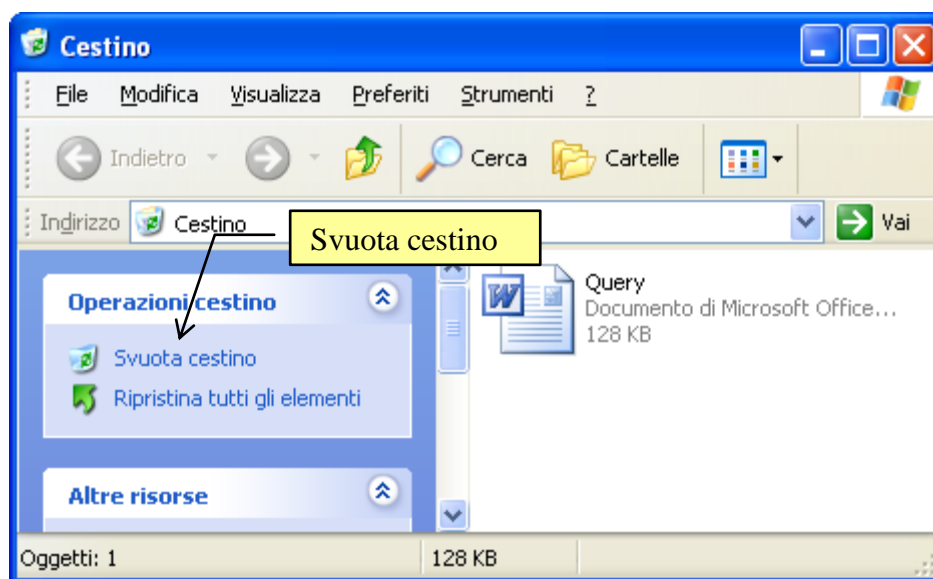 Cestino
File Modifica Visualizza Preferiti Strumenti ?
Indietro Cerca Cartelle
Indirizzo Cestino Vai
Svuota cestino
Operazioni cestino
Svuota cestino
Ripristina tutti gli elementi
Altre risorse
Query
Documento di Microsoft Office...
128 KB
Oggetti: 1 128 KB